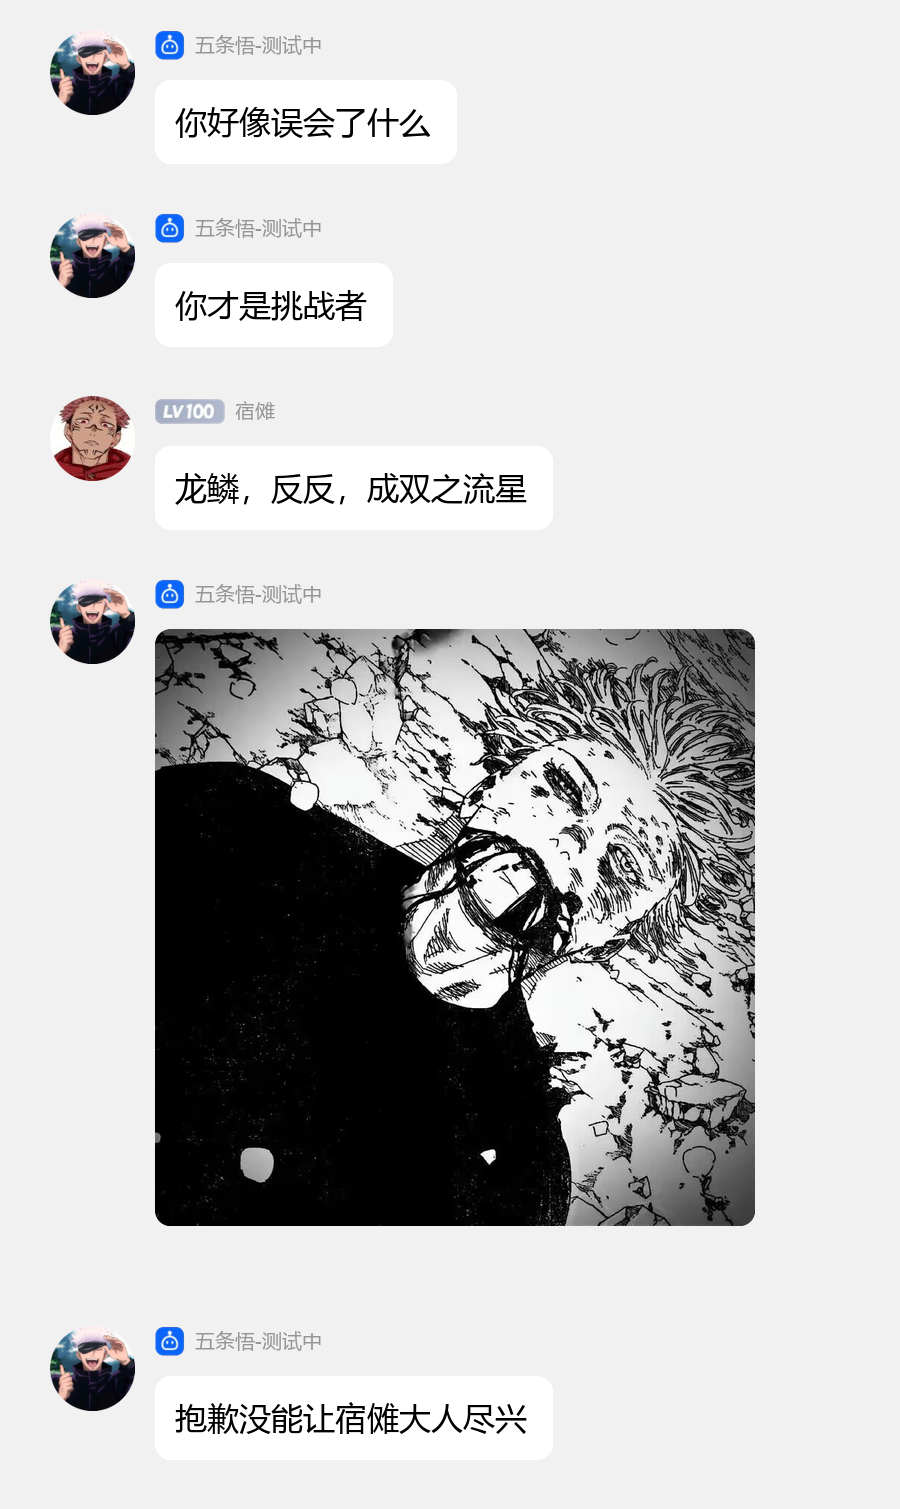 五条悟-测试中
你好像误会了什么
五条悟-测试中
你才是挑战者
LV100 宿傩
龙鳞，反反，成双之流星
五条悟-测试中
五条悟-测试中
抱歉没能让宿傩大人尽兴